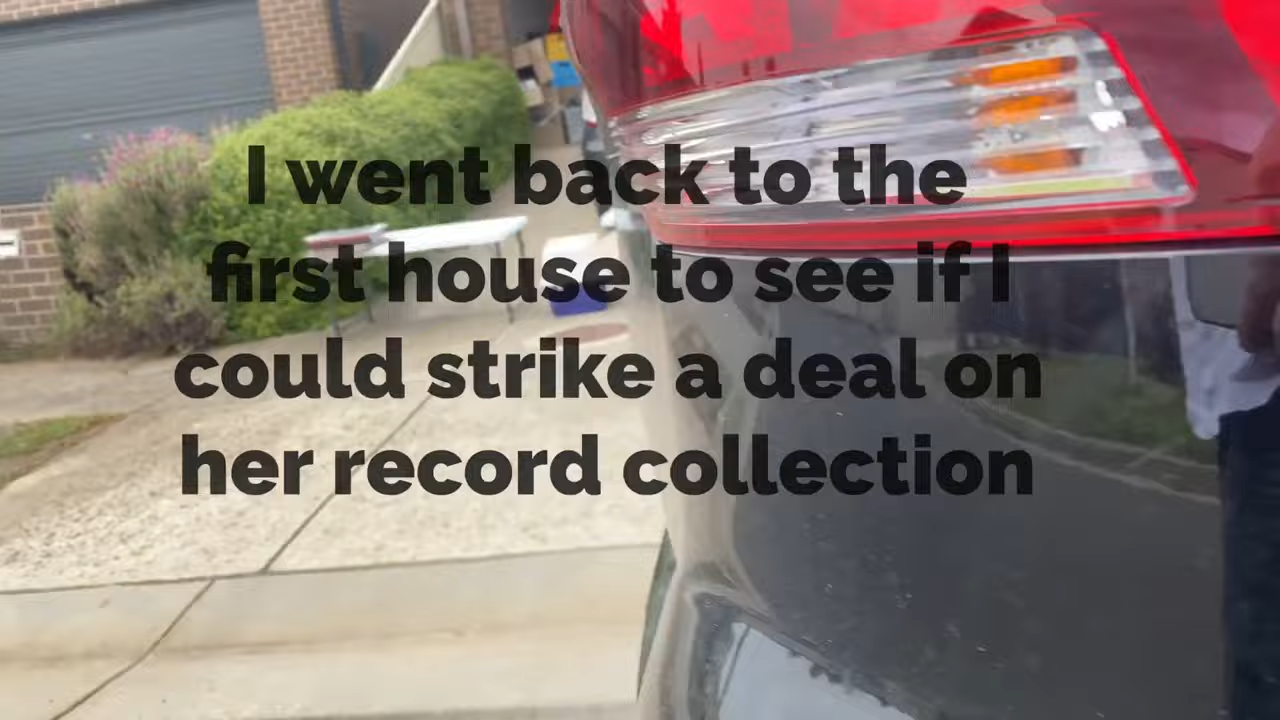 I went back to the
first house to see if I
could strike a deal on
her record collection